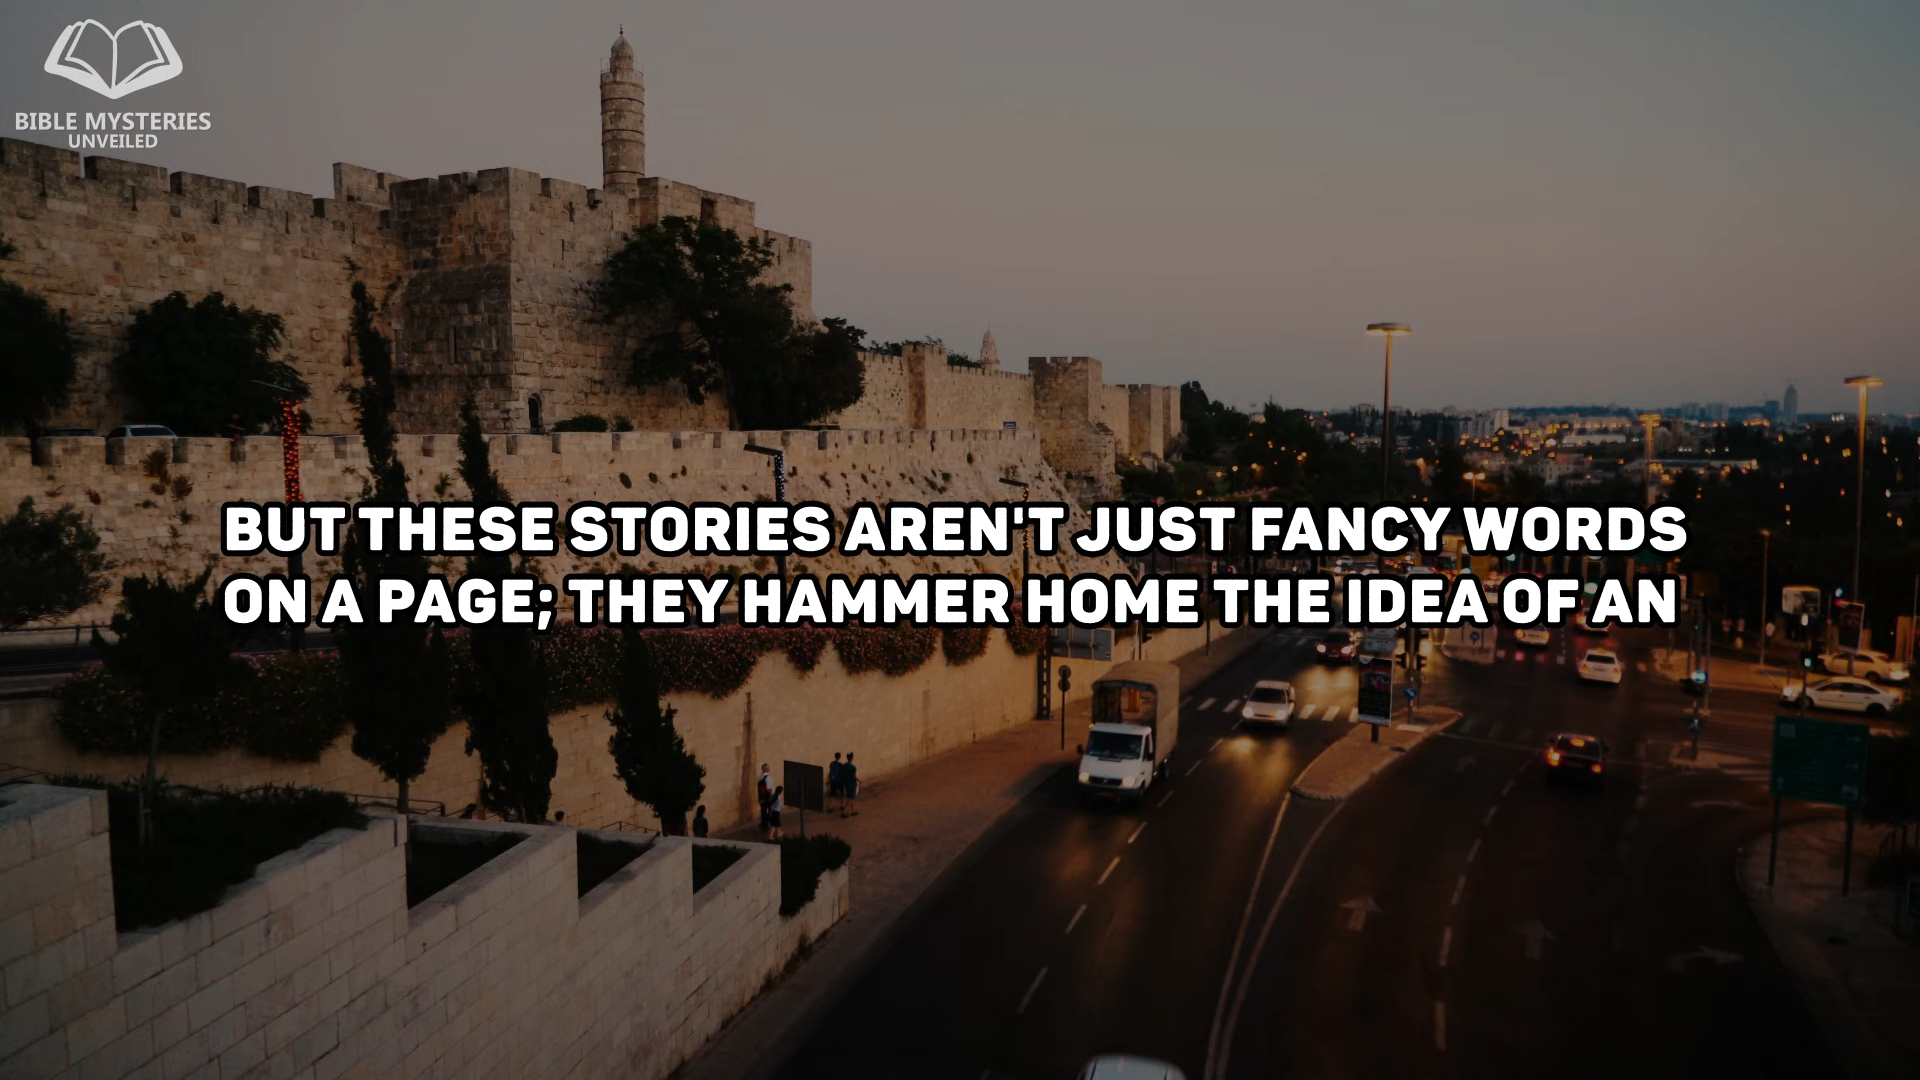 BIBLE MYSTERIES
UNVEILED
BUT THESE STORIES AREN'T JUST FANCY WORDS
ON A PAGE; THEY HAMMER HOME THE IDEA OF AN